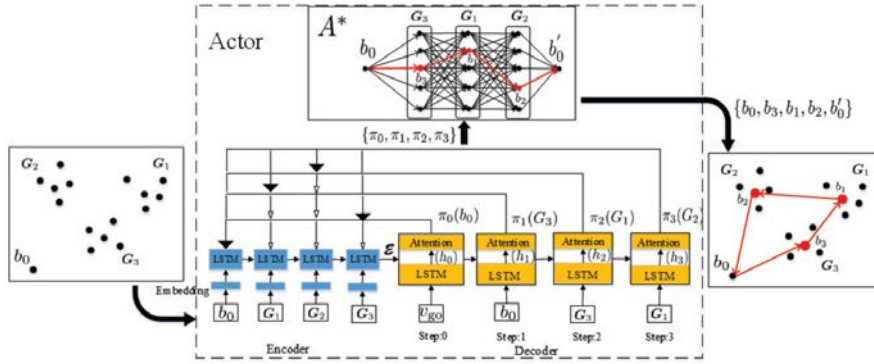 Actor
A*
G₃ G₁ G₂
b₀ b₃ b₁ b₂ b₀′
{π₀, π₁, π₂, π₃}
{b₀, b₃, b₁, b₂, b₀′}
G₂ G₁
G₃
b₀
π₀(b₀) π₁(G₃) π₂(G₁) π₃(G₂)
LSTM LSTM LSTM LSTM ℰ
Attention Attention Attention Attention
(h₀) (h₁) (h₂) (h₃)
LSTM LSTM LSTM LSTM
Embedding
b₀ G₁ G₂ G₃ v_go b₀ G₃ G₁
Step:0 Step:1 Step:2 Step:3
Encoder Decoder
G₂ G₁
b₂ b₁
b₃
b₀ G₃